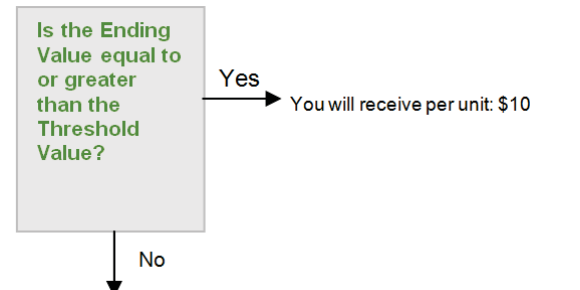 Is the Ending
Value equal to
or greater
than the
Threshold
Value?
Yes
You will receive per unit: $10
No